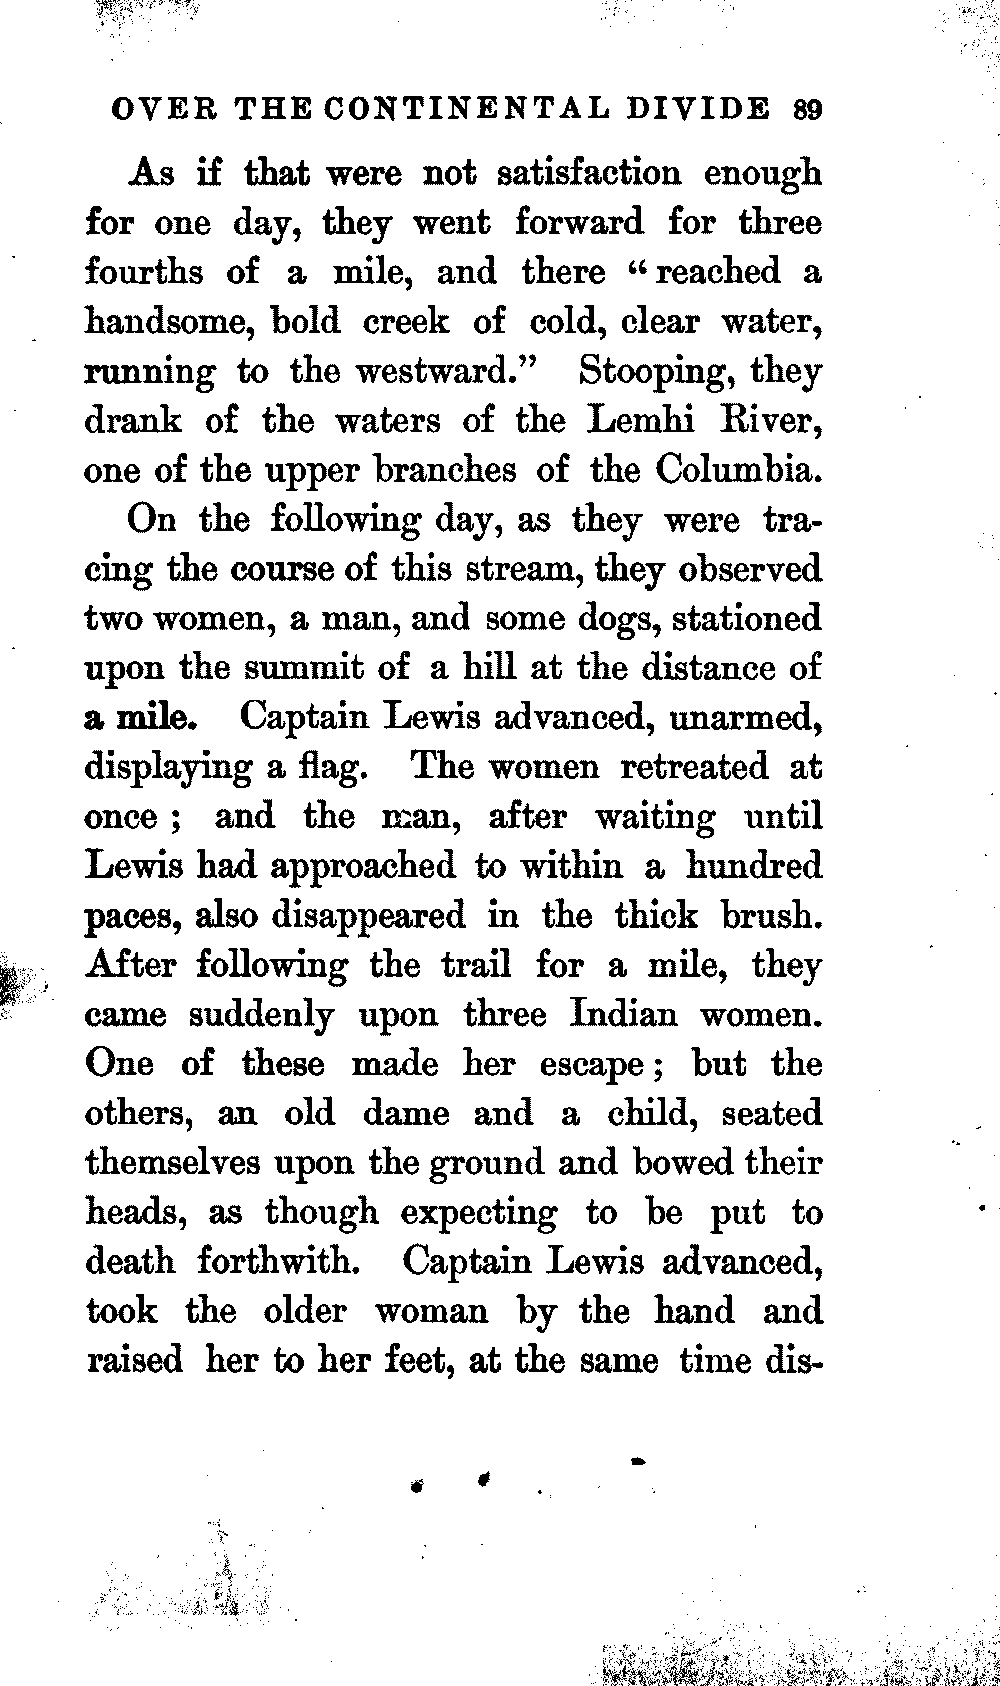 OVER THE CONTINENTAL DIVIDE 89
As if that were not satisfaction enough
for one day, they went forward for three
fourths of a mile, and there “ reached a
handsome, bold creek of cold, clear water,
running to the westward.” Stooping, they
drank of the waters of the Lemhi River,
one of the upper branches of the Columbia.
On the following day, as they were tra-
cing the course of this stream, they observed
two women, a man, and some dogs, stationed
upon the summit of a hill at the distance of
a mile. Captain Lewis advanced, unarmed,
displaying a flag. The women retreated at
once ; and the man, after waiting until
Lewis had approached to within a hundred
paces, also disappeared in the thick brush.
After following the trail for a mile, they
came suddenly upon three Indian women.
One of these made her escape ; but the
others, an old dame and a child, seated
themselves upon the ground and bowed their
heads, as though expecting to be put to
death forthwith. Captain Lewis advanced,
took the older woman by the hand and
raised her to her feet, at the same time dis-